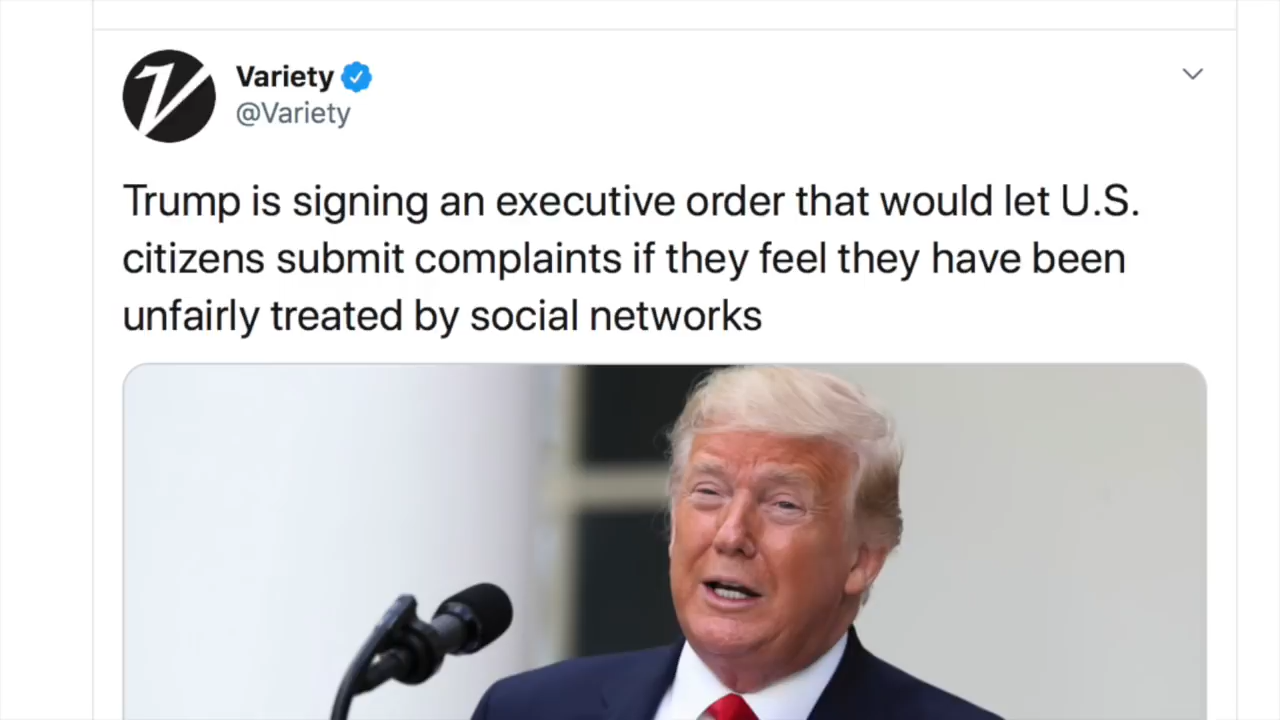 Variety
@Variety
Trump is signing an executive order that would let U.S.
citizens submit complaints if they feel they have been
unfairly treated by social networks